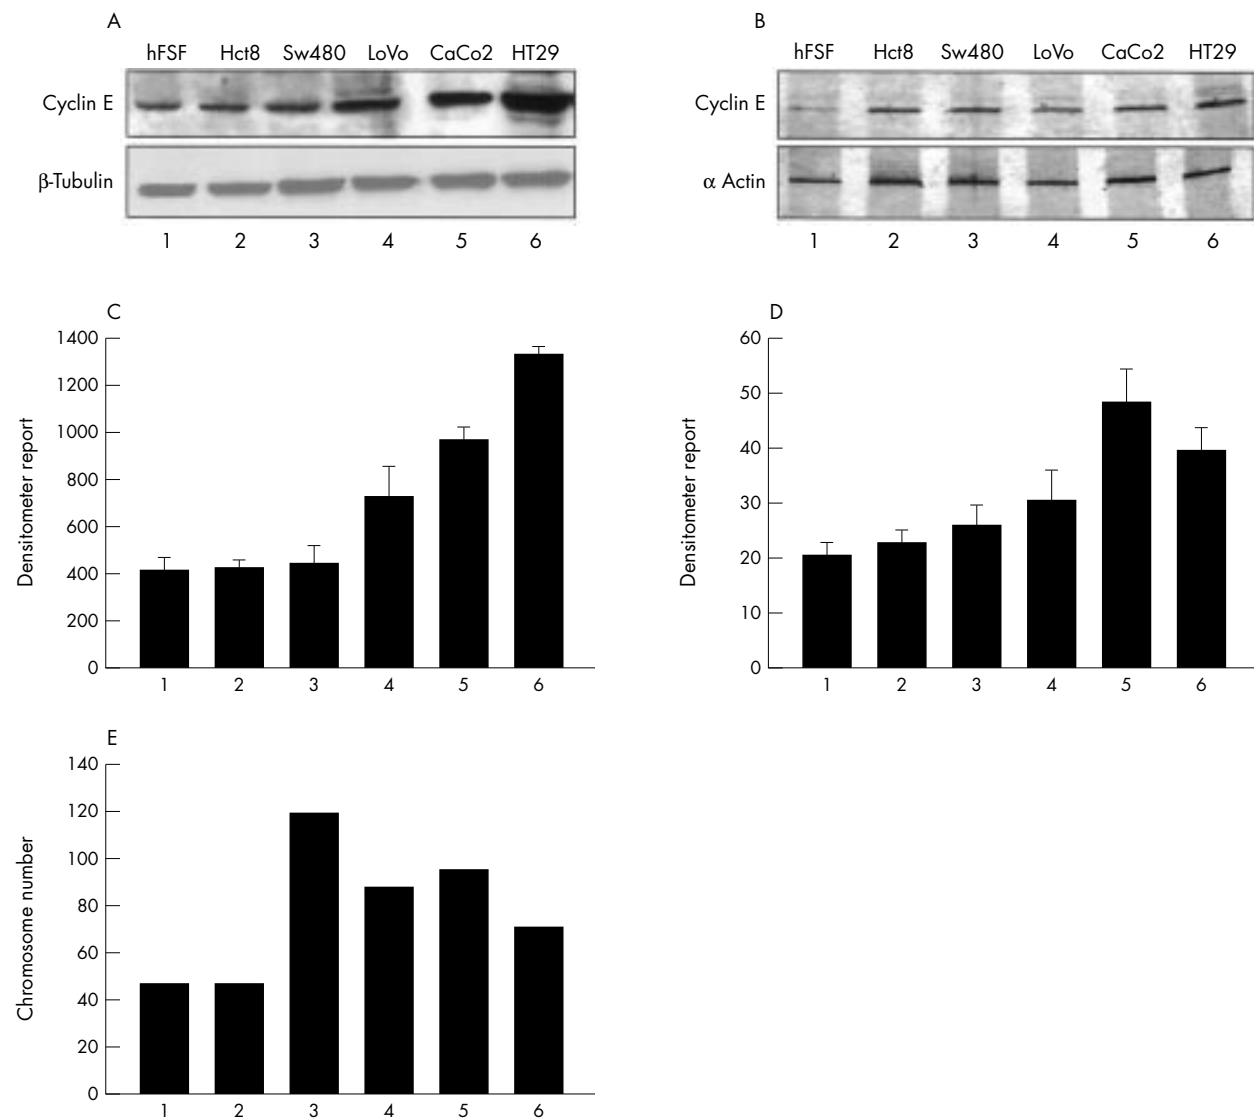 A
hFSF Hct8 Sw480 LoVo CaCo2 HT29
Cyclin E
β-Tubulin
1 2 3 4 5 6
B
hFSF Hct8 Sw480 LoVo CaCo2 HT29
Cyclin E
α Actin
1 2 3 4 5 6
C
Densitometer report
1400
1200
1000
800
600
400
200
0
1 2 3 4 5 6
D
Densitometer report
60
50
40
30
20
10
0
1 2 3 4 5 6
E
Chromosome number
140
120
100
80
60
40
20
0
1 2 3 4 5 6